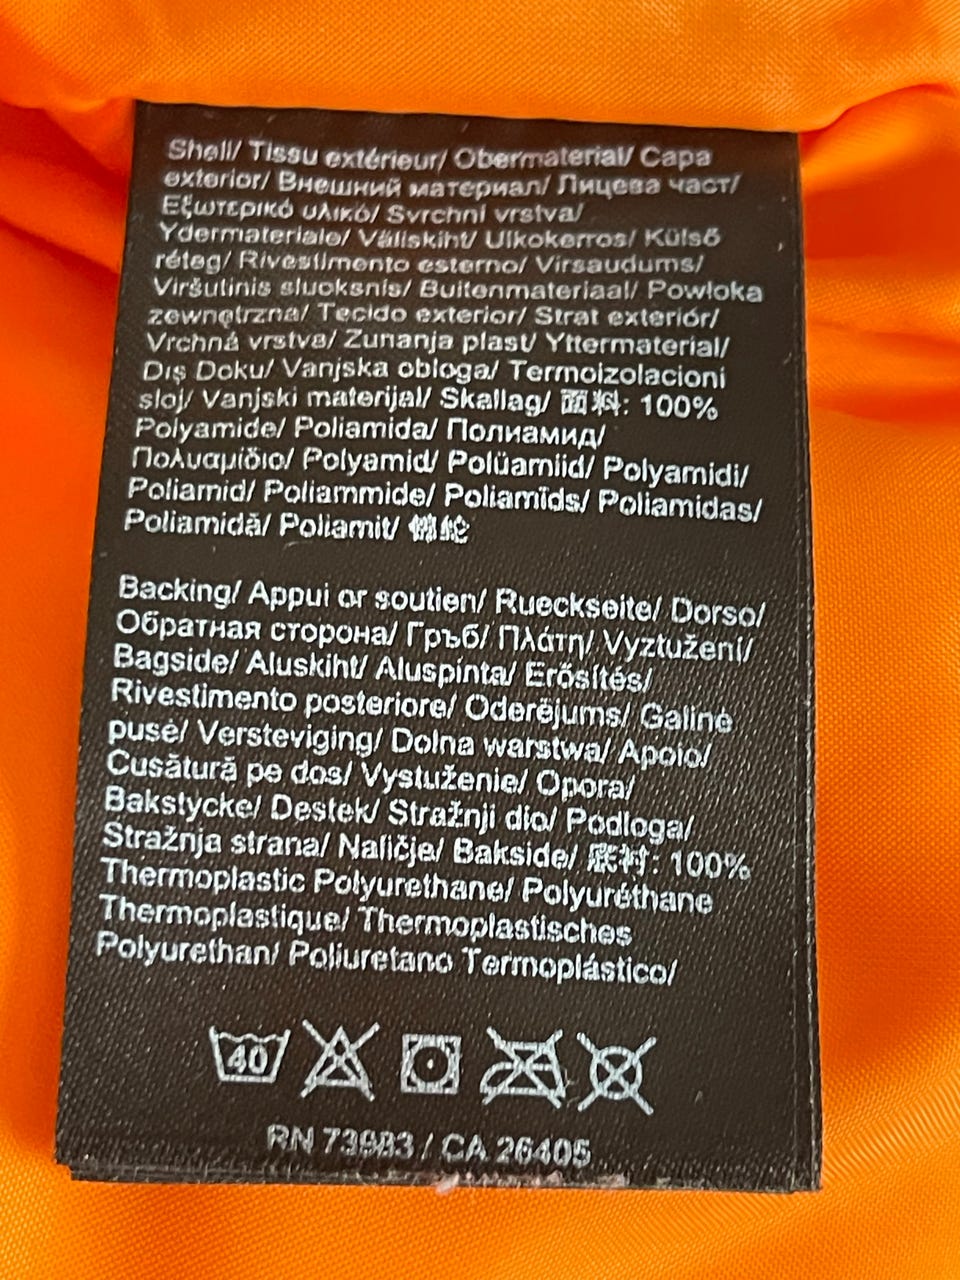 Shell/ Tissu extérieur/ Obermaterial/ Capa
exterior/ Внешний материал/ Лицева част/
Εξωτερικό υλικό/ Svrchní vrstva/
Ydermateriale/ Väliskiht/ Ulkokerros/ Külső
réteg/ Rivestimento esterno/ Virsaudums/
Viršutinis sluoksnis/ Buitenmateriaal/ Powłoka
zewnętrzna/ Tecido exterior/ Strat exteriór/
Vrchná vrstva/ Zunanja plast/ Yttermaterial/
Dış Doku/ Vanjska obloga/ Termoizolacioni
sloj/ Vanjski materijal/ Skallag/ 面料: 100%
Polyamide/ Poliamida/ Полиамид/
Πολυαμίδιο/ Polyamid/ Polüamiid/ Polyamidi/
Poliamid/ Poliammide/ Poliamīds/ Poliamidas/
Poliamidă/ Poliamit/ 锦纶
Backing/ Appui or soutien/ Rueckseite/ Dorso/
Обратная сторона/ Гръб/ Πλάτη/ Vyztužení/
Bagside/ Aluskiht/ Aluspinta/ Erősítés/
Rivestimento posteriore/ Oderējums/ Galinė
pusė/ Versteviging/ Dolna warstwa/ Apoio/
Cusătură pe dos/ Vystuženie/ Opora/
Bakstycke/ Destek/ Stražnji dio/ Podloga/
Stražnja strana/ Naličje/ Bakside/ 底衬: 100%
Thermoplastic Polyurethane/ Polyuréthane
Thermoplastique/ Thermoplastisches
Polyurethan/ Poliuretano Termoplástico/
40
RN 73983 / CA 26405